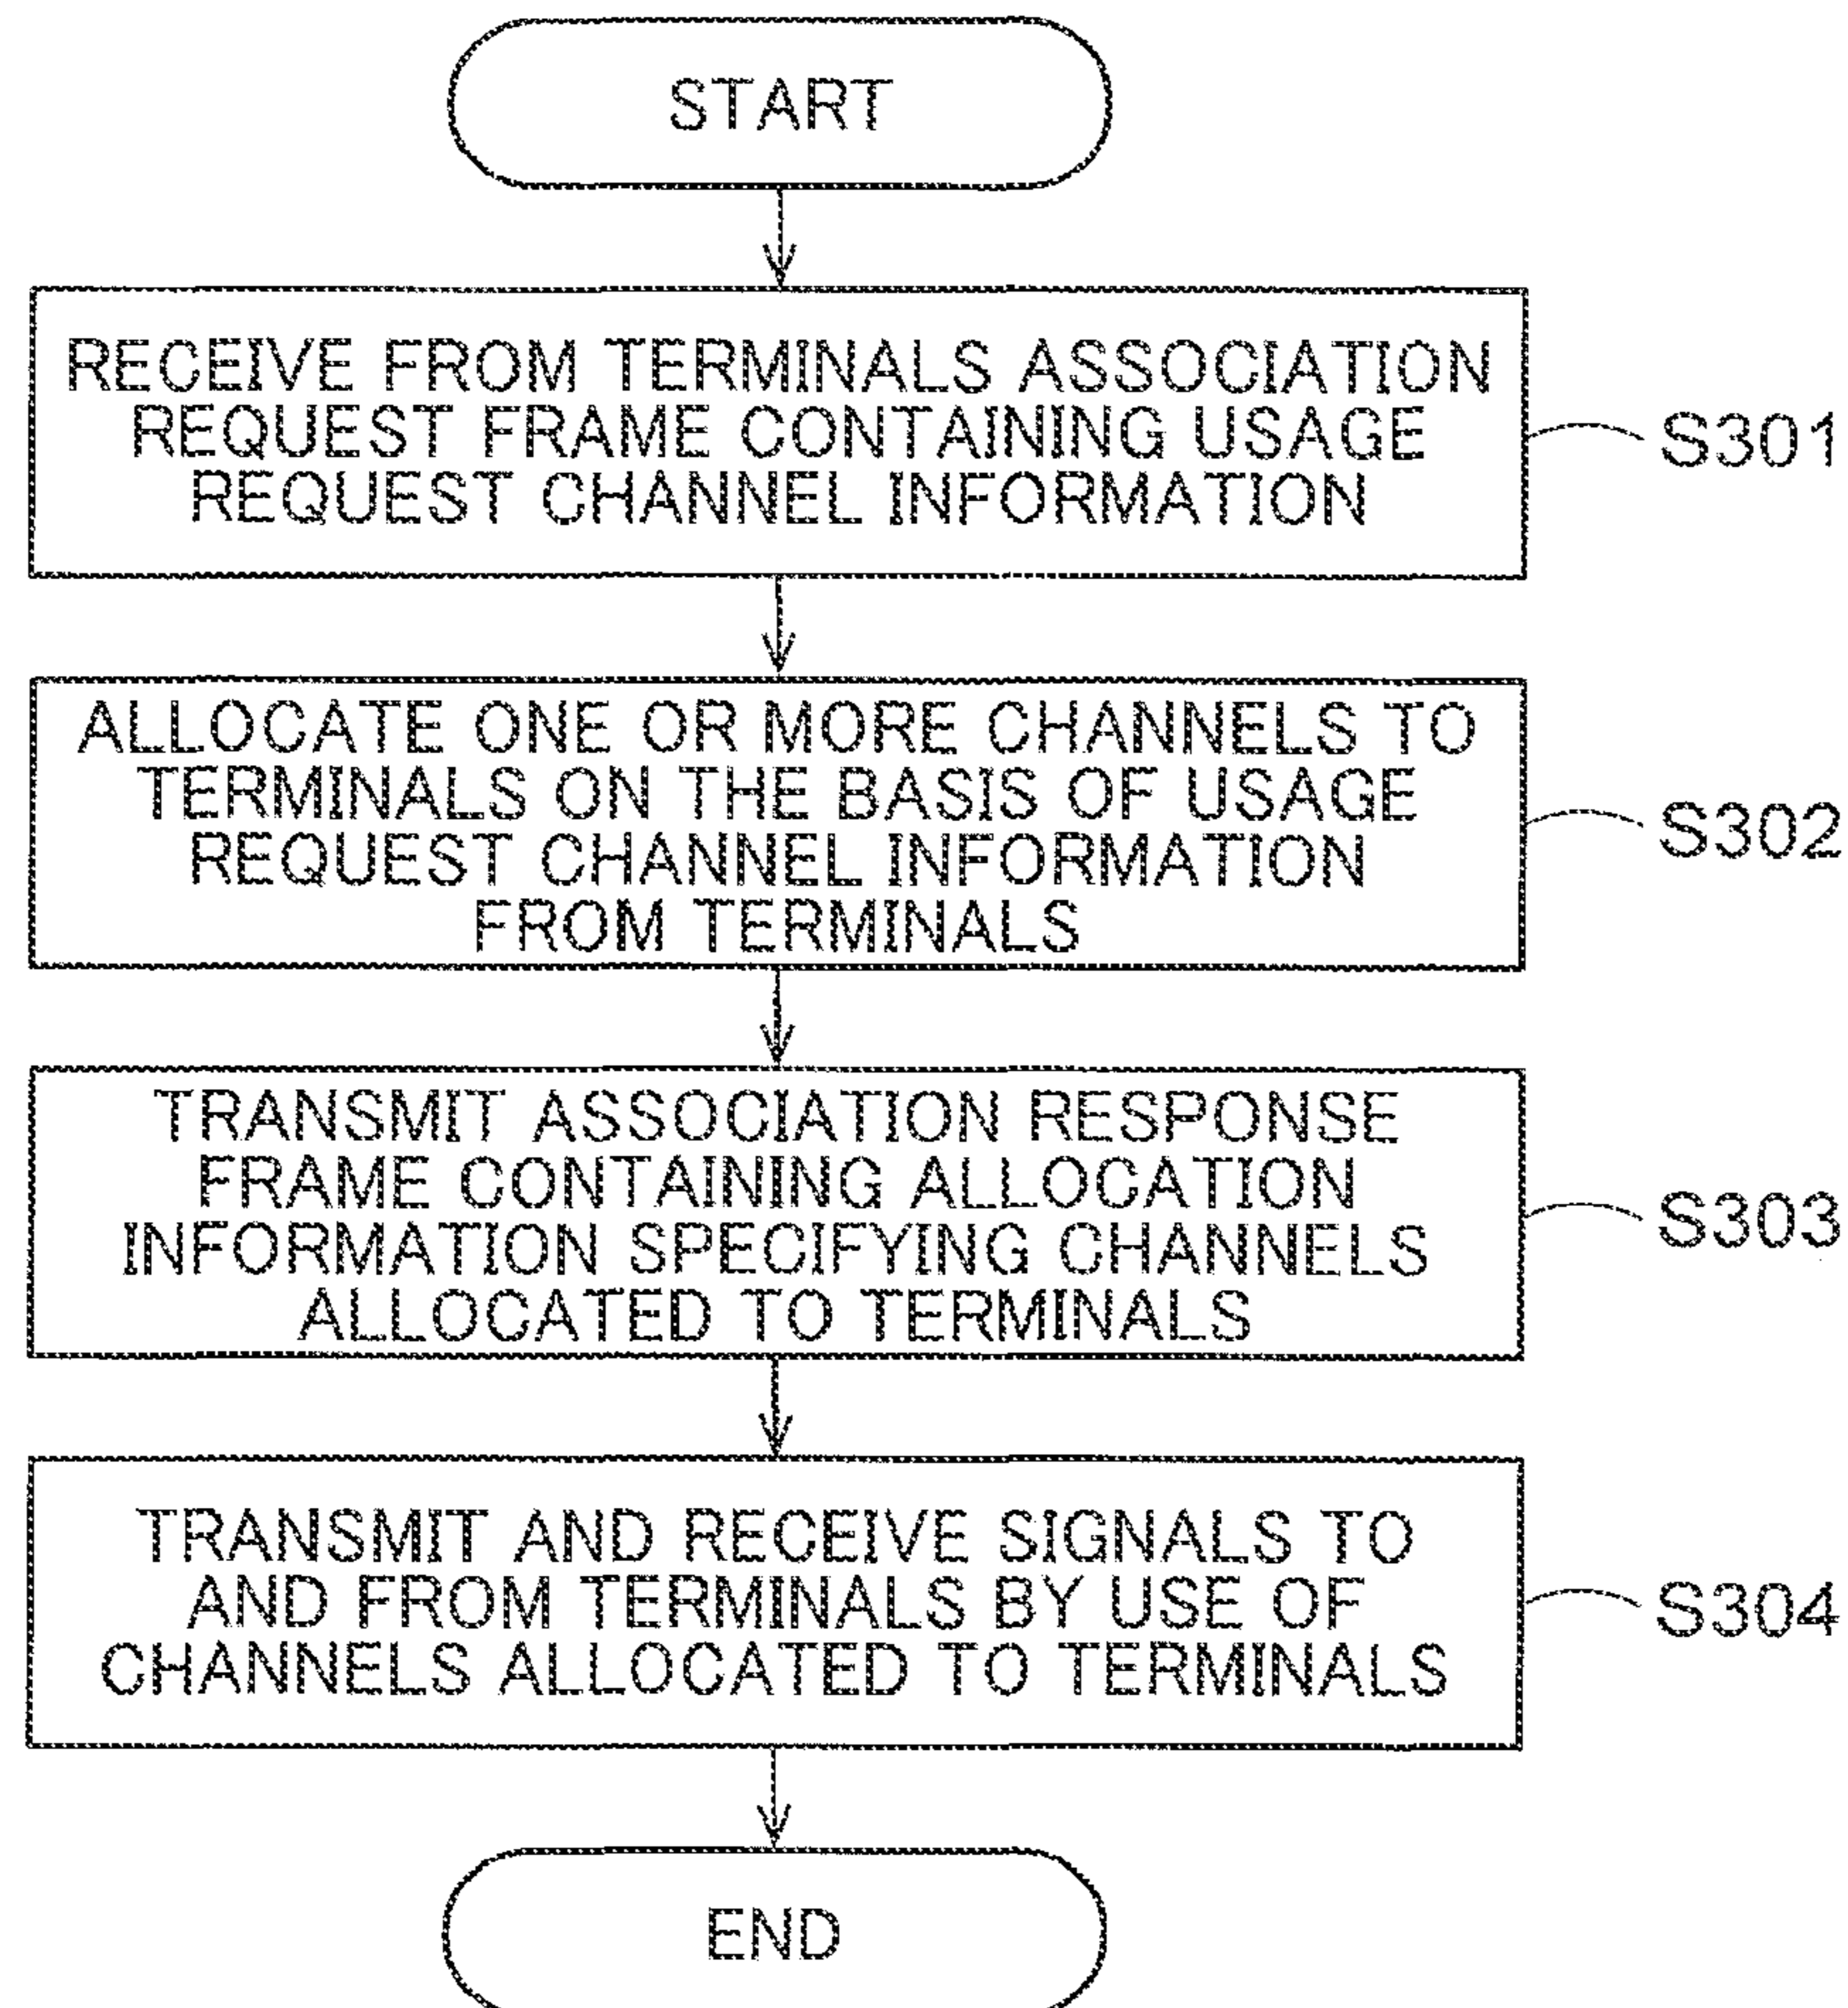 START
RECEIVE FROM TERMINALS ASSOCIATION
REQUEST FRAME CONTAINING USAGE
REQUEST CHANNEL INFORMATION
S301
ALLOCATE ONE OR MORE CHANNELS TO
TERMINALS ON THE BASIS OF USAGE
REQUEST CHANNEL INFORMATION
FROM TERMINALS
S302
TRANSMIT ASSOCIATION RESPONSE
FRAME CONTAINING ALLOCATION
INFORMATION SPECIFYING CHANNELS
ALLOCATED TO TERMINALS
S303
TRANSMIT AND RECEIVE SIGNALS TO
AND FROM TERMINALS BY USE OF
CHANNELS ALLOCATED TO TERMINALS
S304
END